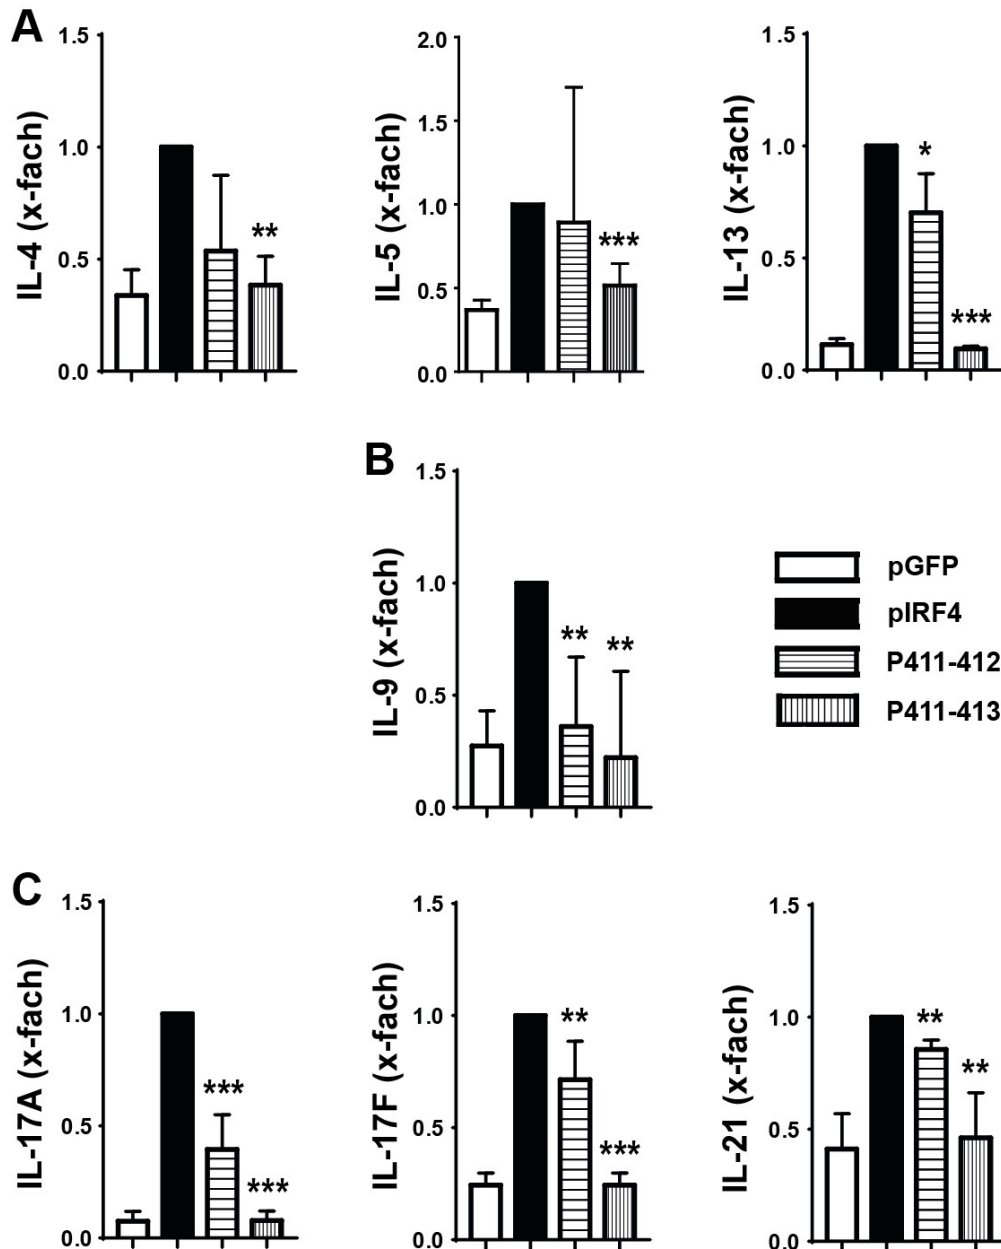 A
IL-4 (x-fach)
1.5
1.0
0.5
0.0
**
IL-5 (x-fach)
2.0
1.5
1.0
0.5
0.0
***
IL-13 (x-fach)
1.5
1.0
0.5
0.0
*
***
B
IL-9 (x-fach)
1.5
1.0
0.5
0.0
**
**
pGFP
pIRF4
P411-412
P411-413
C
IL-17A (x-fach)
1.5
1.0
0.5
0.0
***
***
IL-17F (x-fach)
1.5
1.0
0.5
0.0
**
***
IL-21 (x-fach)
1.5
1.0
0.5
0.0
**
**